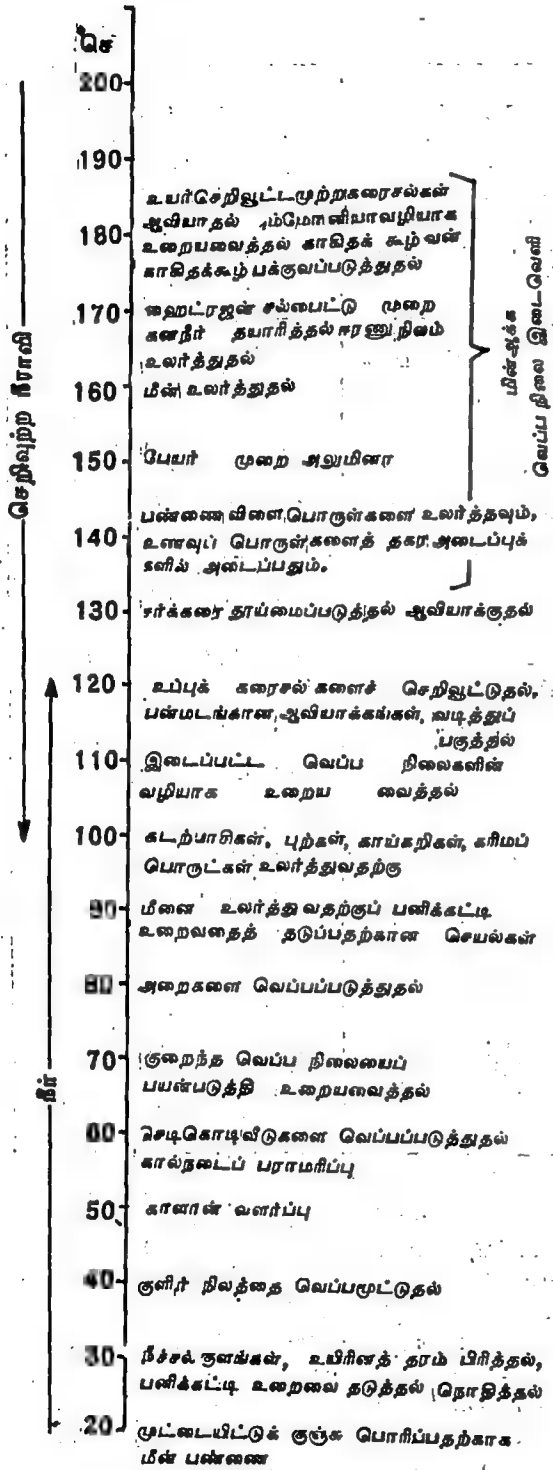 செ
200
190
உயர்செறிவூட்டமுற்றகரைசல்கள்
180 ஆவியாதல் ம்மோனியாவழியாக
உறையவைத்தல் காகிதக் கூழ்வன்
காகிதக்கூழ் பக்குவப்படுத்துதல்
170 ஹைட்ரஜன் சல்பைட்டு முறை
கனநீர் தயாரித்தல் ஈரணு நிலம்
உலர்த்துதல்
160 மீன் உலர்த்துதல்
150 பேயர் முறை அலுமினா
பண்ணை விளை பொருள்களை உலர்த்தவும்,
140 உணவுப் பொருள்களைத் தகர அடைப்புக்
களில் அடைப்பதும்.
130 சர்க்கரை தூய்மைப்படுத்தல் ஆவியாக்குதல்
120 உப்புக் கரைசல்களைச் செறிவூட்டுதல்,
பன்மடங்கான ஆவியாக்கங்கள், வடித்துப்
பகுத்தில்
110 இடைப்பட்ட வெப்ப நிலைகளின்
வழியாக உறைய வைத்தல்
100 கடற்பாசிகள், புற்கள், காய்கறிகள், கரிமப்
பொருட்கள் உலர்த்துவதற்கு
90 மீனை உலர்த்துவதற்குப் பனிக்கட்டி
உறைவதைத் தடுப்பதற்கான செயல்கள்
80 அறைகளை வெப்பப்படுத்துதல்
70 குறைந்த வெப்ப நிலையைப்
பயன்படுத்தி உறையவைத்தல்
60 செடிகொடிவீடுகளை வெப்பப்படுத்துதல்
கால்நடைப் பராமரிப்பு
50 காளான் வளர்ப்பு
40 குளிர் நிலத்தை வெப்பமூட்டுதல்
30 நீச்சல் குளங்கள், உயிரினத் தரம் பிரித்தல்,
பனிக்கட்டி உறைவை தடுத்தல் நொதித்தல்
20 முட்டையிட்டுக் குஞ்சு பொரிப்பதற்காக
மீன் பண்ணை
செறிவுற்ற நீராவி
நீர்
மின்ஆக்க
வெப்ப நிலை இடைவெளி